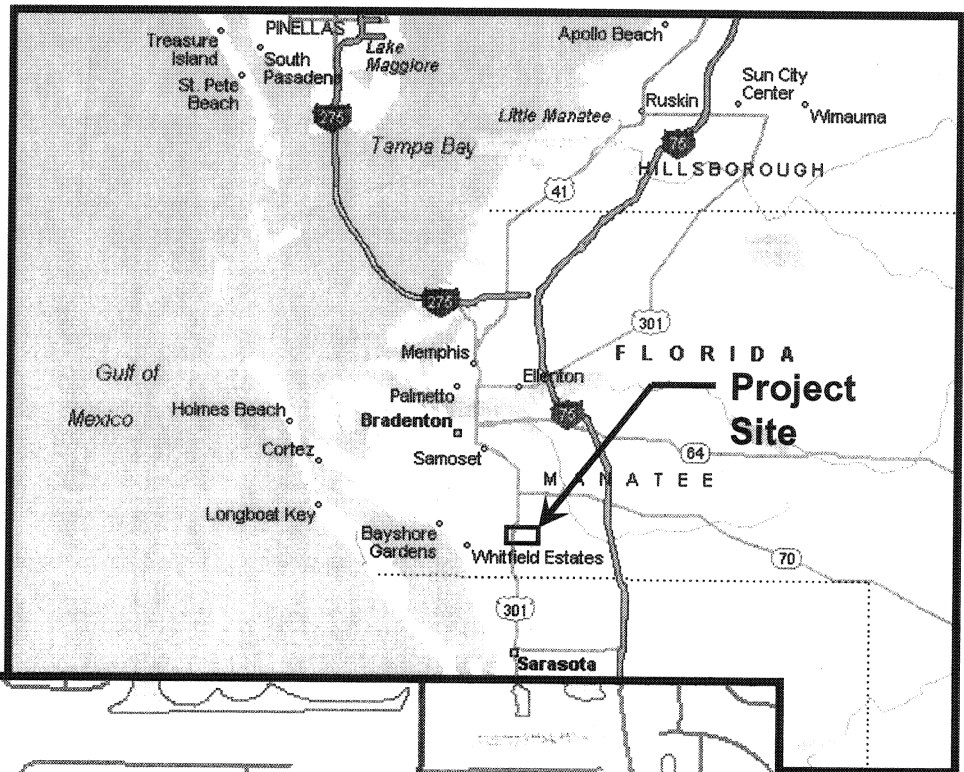 PINELLAS
Treasure
Island
South
Pasadena
Lake
Maggiore
St. Pete
Beach
275
Apollo Beach
Sun City
Center
Little Manatee
Ruskin
Wimauma
Tampa Bay
75
HILLSBOROUGH
41
275
301
Memphis
FLORIDA
Gulf of
Mexico
Ellenton
Palmetto
Project
Site
Holmes Beach
Bradenton
75
Cortez
Samoset
64
MANATEE
Longboat Key
Bayshore
Gardens
Whitfield Estates
70
301
Sarasota